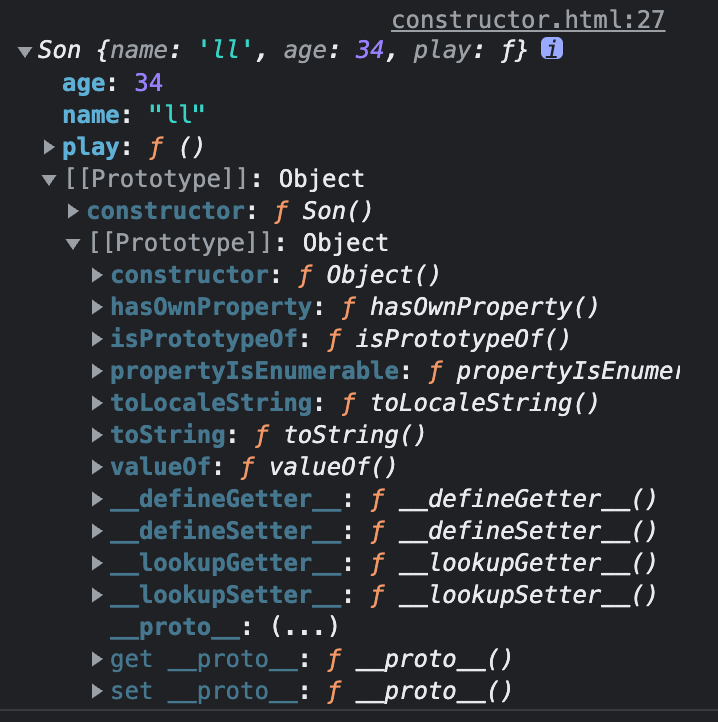 constructor.html:27
▼Son {name: 'll', age: 34, play: ƒ} i
age: 34
name: "ll"
▶play: ƒ ()
▼[[Prototype]]: Object
▶constructor: ƒ Son()
▼[[Prototype]]: Object
▶constructor: ƒ Object()
▶hasOwnProperty: ƒ hasOwnProperty()
▶isPrototypeOf: ƒ isPrototypeOf()
▶propertyIsEnumerable: ƒ propertyIsEnumer
▶toLocaleString: ƒ toLocaleString()
▶toString: ƒ toString()
▶valueOf: ƒ valueOf()
▶__defineGetter__: ƒ __defineGetter__()
▶__defineSetter__: ƒ __defineSetter__()
▶__lookupGetter__: ƒ __lookupGetter__()
▶__lookupSetter__: ƒ __lookupSetter__()
__proto__: (...)
▶get __proto__: ƒ __proto__()
▶set __proto__: ƒ __proto__()